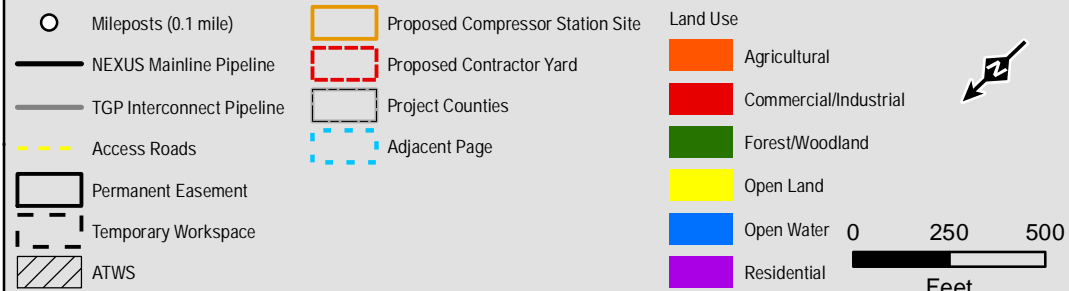 Mileposts (0.1 mile)
NEXUS Mainline Pipeline
TGP Interconnect Pipeline
Access Roads
Permanent Easement
Temporary Workspace
ATWS
Proposed Compressor Station Site
Proposed Contractor Yard
Project Counties
Adjacent Page
Land Use
Agricultural
Commercial/Industrial
Forest/Woodland
Open Land
Open Water
Residential
N
0 250 500
Feet